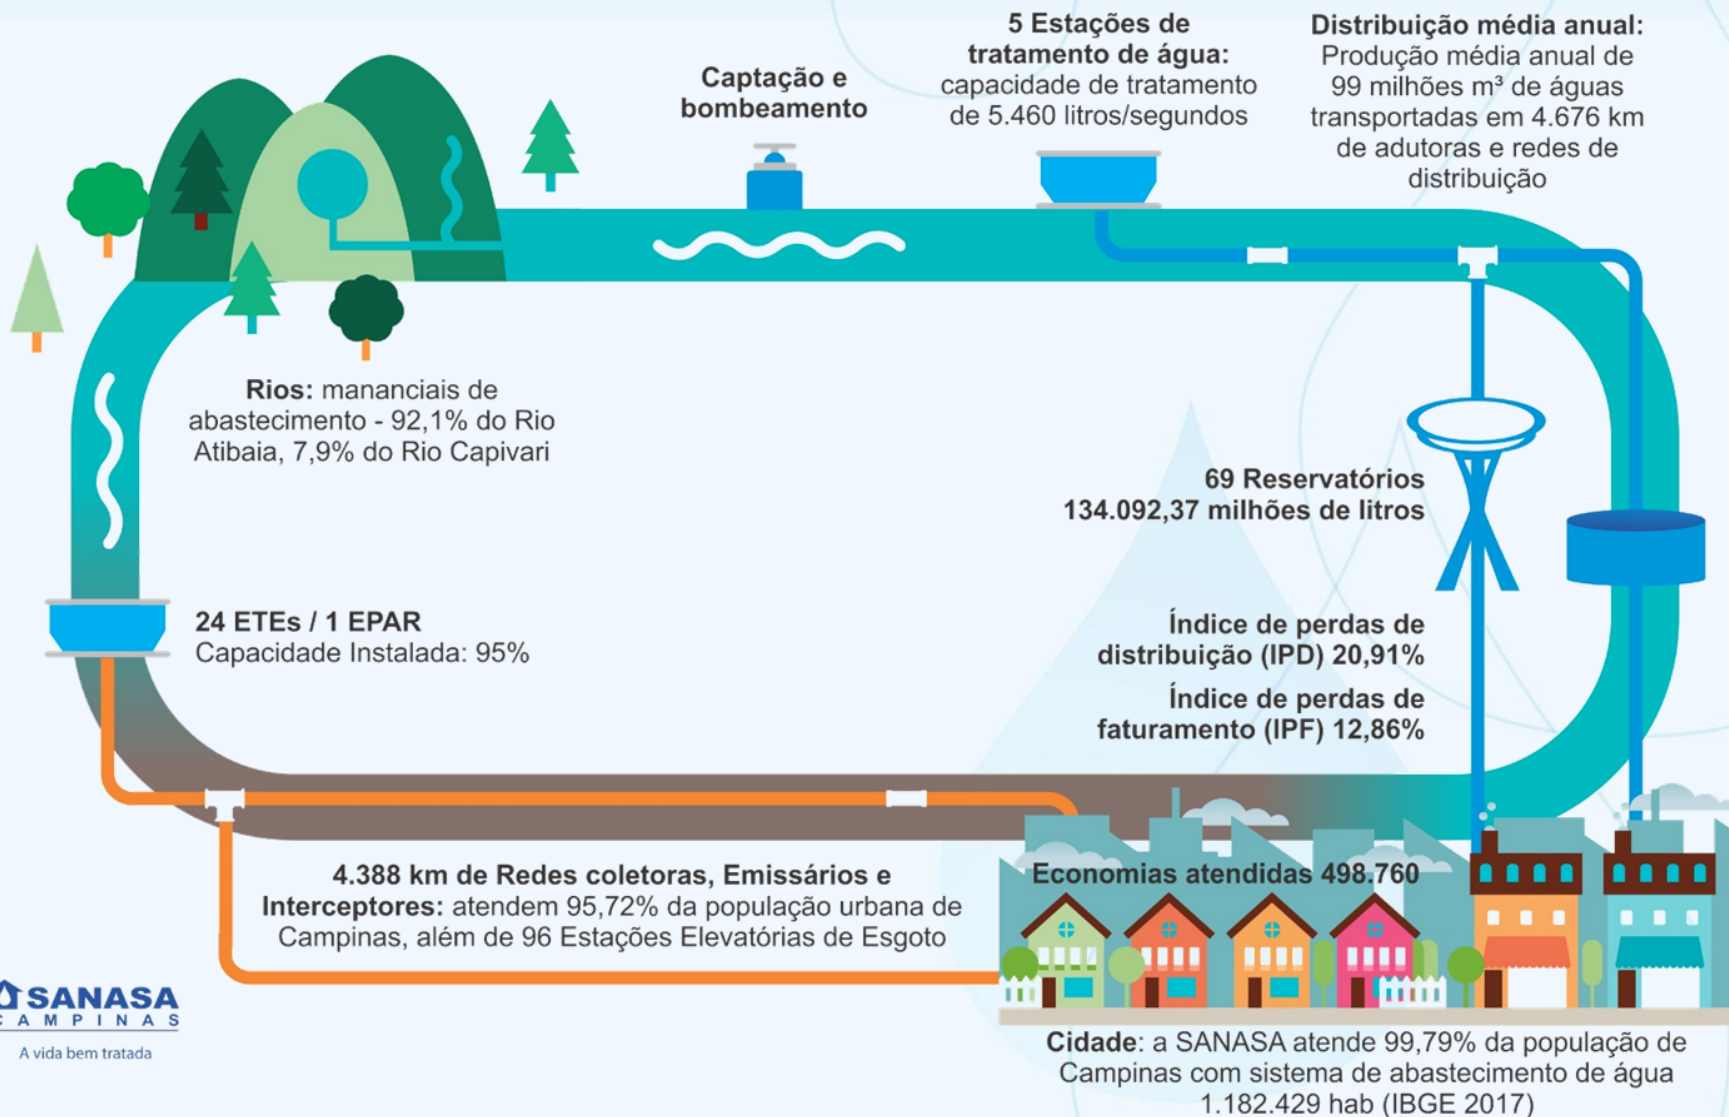 Captação e
bombeamento
5 Estações de
tratamento de água:
capacidade de tratamento
de 5.460 litros/segundos
Distribuição média anual:
Produção média anual de
99 milhões m³ de águas
transportadas em 4.676 km
de adutoras e redes de
distribuição
Rios: mananciais de
abastecimento - 92,1% do Rio
Atibaia, 7,9% do Rio Capivari
69 Reservatórios
134.092,37 milhões de litros
24 ETEs / 1 EPAR
Capacidade Instalada: 95%
Índice de perdas de
distribuição (IPD) 20,91%
Índice de perdas de
faturamento (IPF) 12,86%
4.388 km de Redes coletoras, Emissários e
Interceptores: atendem 95,72% da população urbana de
Campinas, além de 96 Estações Elevatórias de Esgoto
Economias atendidas 498.760
SANASA
CAMPINAS
A vida bem tratada
Cidade: a SANASA atende 99,79% da população de
Campinas com sistema de abastecimento de água
1.182.429 hab (IBGE 2017)